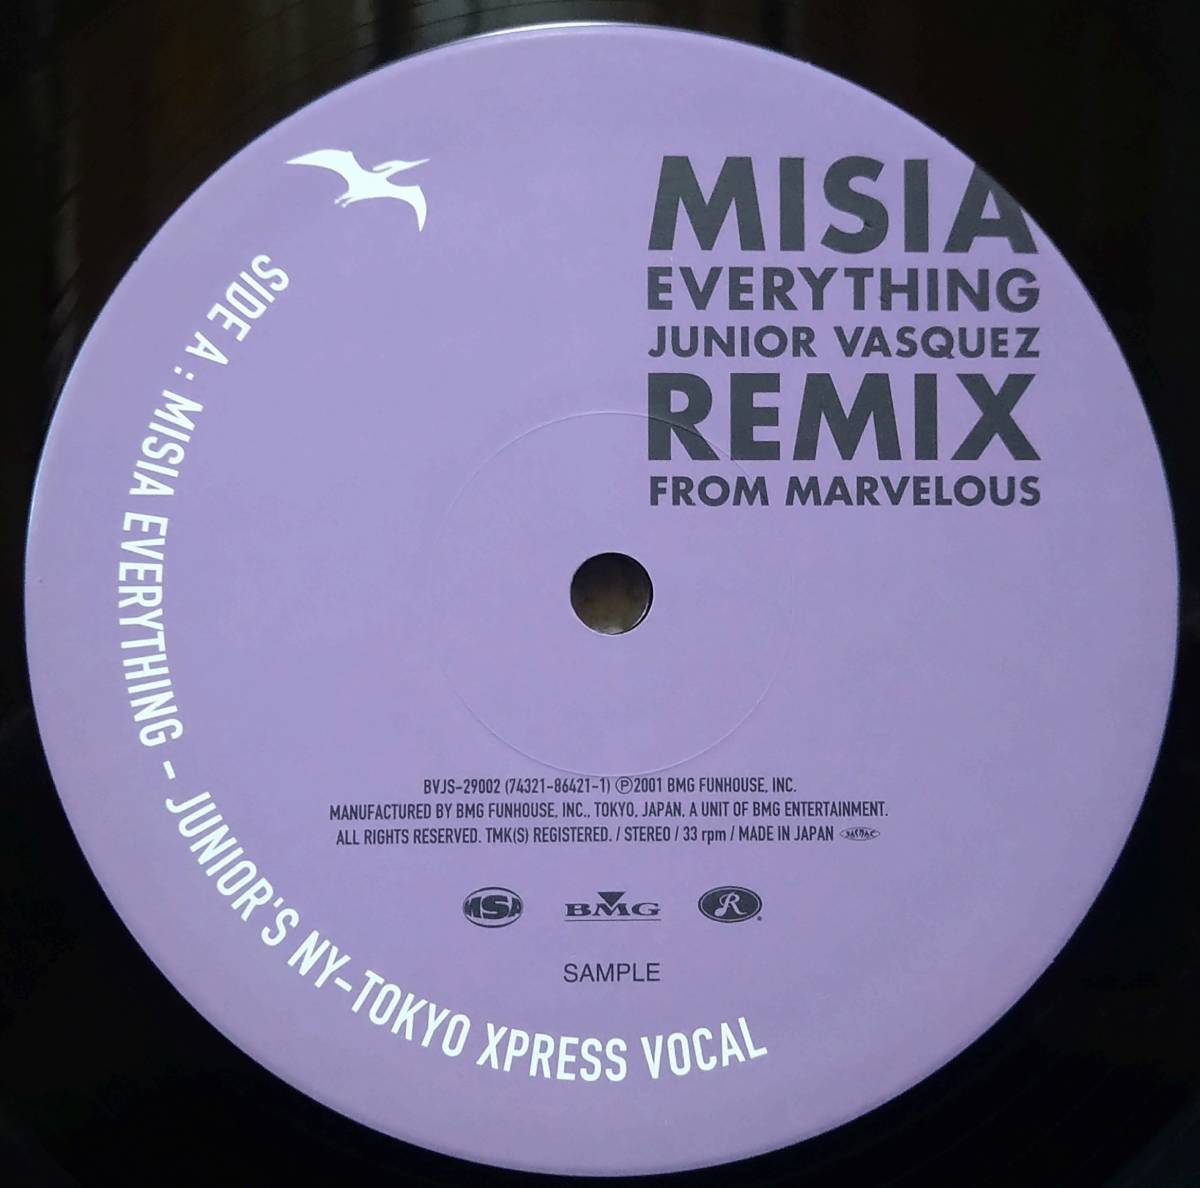 MISIA
EVERYTHING
JUNIOR VASQUEZ
REMIX
FROM MARVELOUS
SIDE A : MISIA EVERYTHING - JUNIOR'S NY-TOKYO XPRESS VOCAL
BVJS-29002 (74321-86421-1) Ⓟ2001 BMG FUNHOUSE, INC.
MANUFACTURED BY BMG FUNHOUSE, INC., TOKYO, JAPAN, A UNIT OF BMG ENTERTAINMENT.
ALL RIGHTS RESERVED. TMK(S) REGISTERED. / STEREO / 33 rpm / MADE IN JAPAN JASRAC
MSA BMG R
SAMPLE